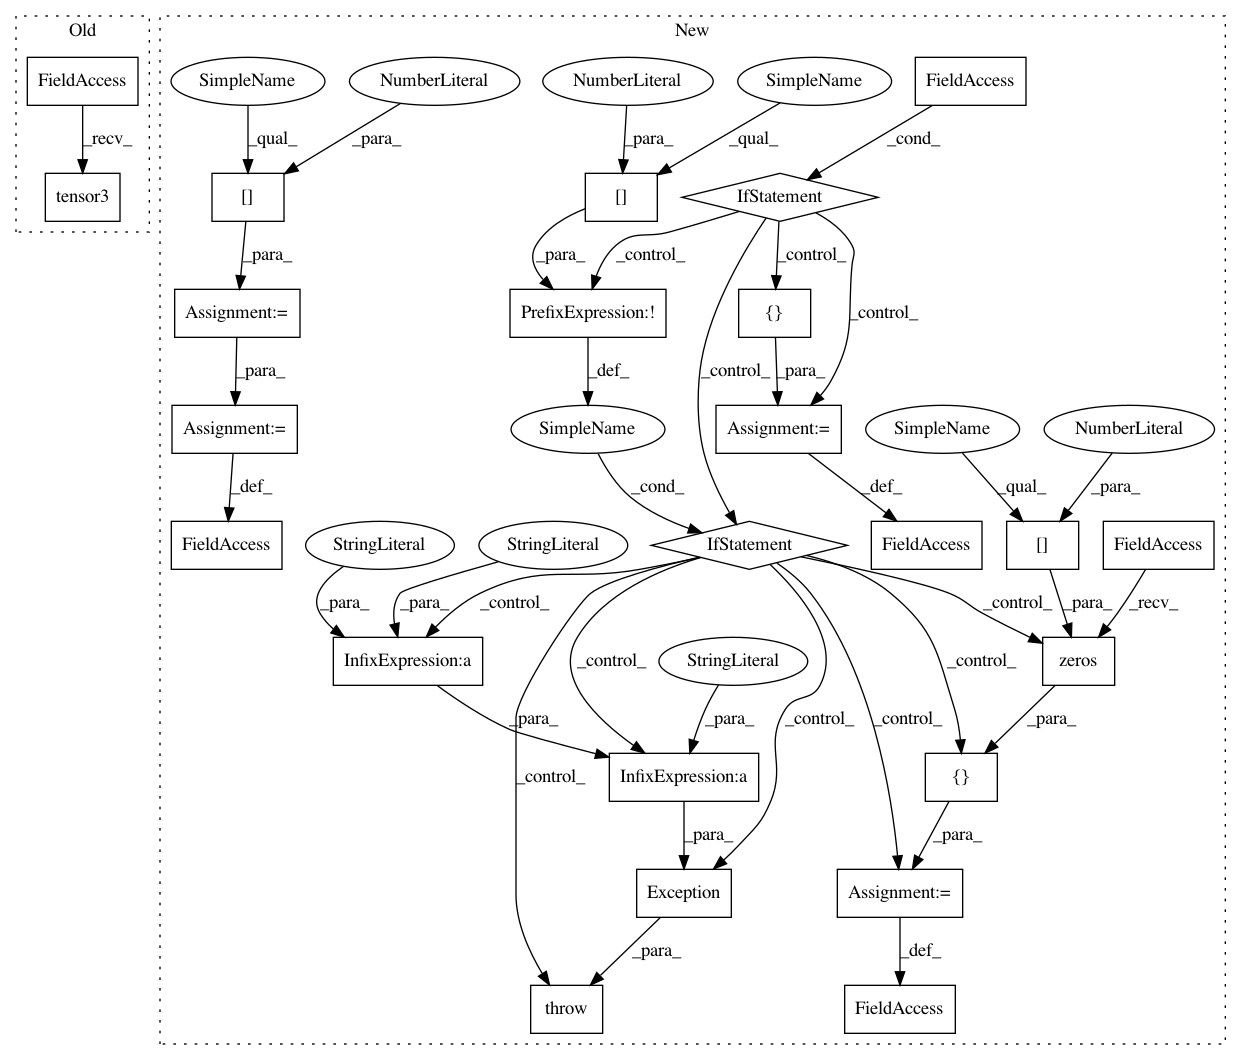 Old
New
FieldAccess
SimpleName
NumberLiteral
NumberLiteral
SimpleName
FieldAccess
_recv_
_qual_
_para_
_para_
_qual_
_cond_
tensor3
[]
[]
IfStatement
_para_
_para_
_control_
_control_
_control_
Assignment:=
PrefixExpression:!
{}
_para_
_def_
_control_
_para_
Assignment:=
SimpleName
Assignment:=
SimpleName
NumberLiteral
_def_
_cond_
_def_
_qual_
_para_
FieldAccess
StringLiteral
StringLiteral
IfStatement
FieldAccess
[]
FieldAccess
_para_
_para_
_control_
_control_
_para_
_recv_
InfixExpression:a
_control_
StringLiteral
_control_
zeros
_para_
_para_
_control_
_control_
_para_
_control_
InfixExpression:a
{}
_para_
_para_
Exception
Assignment:=
_para_
_def_
throw
FieldAccess